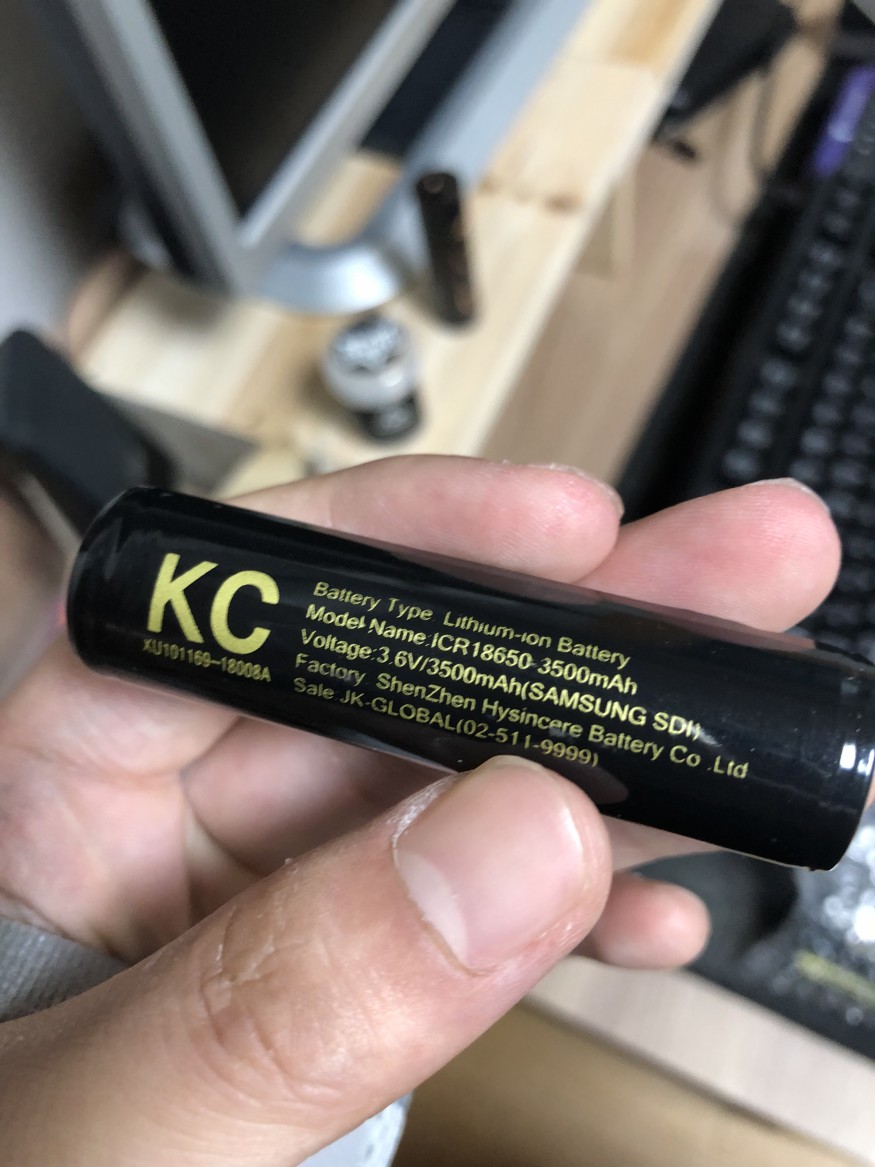 KC
XU101169-18008A
Battery Type Lithium-ion Battery
Model Name:ICR18650-3500mAh
Voltage:3.6V/3500mAh(SAMSUNG SDI)
Factory ShenZhen Hysincere Battery Co .Ltd
Sale JK-GLOBAL(02-511-9999)